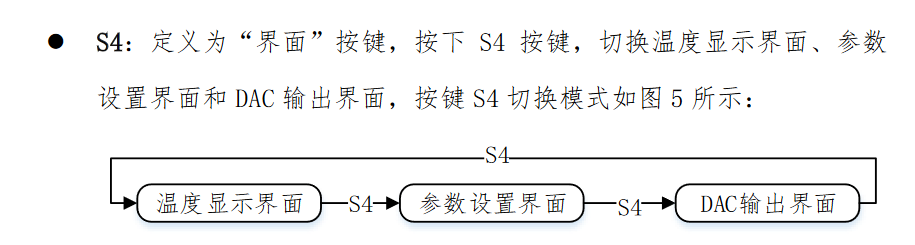 ● S4：定义为“界面”按键，按下 S4 按键，切换温度显示界面、参数
设置界面和 DAC 输出界面，按键 S4 切换模式如图 5 所示：
S4
温度显示界面 S4 参数设置界面 S4 DAC输出界面